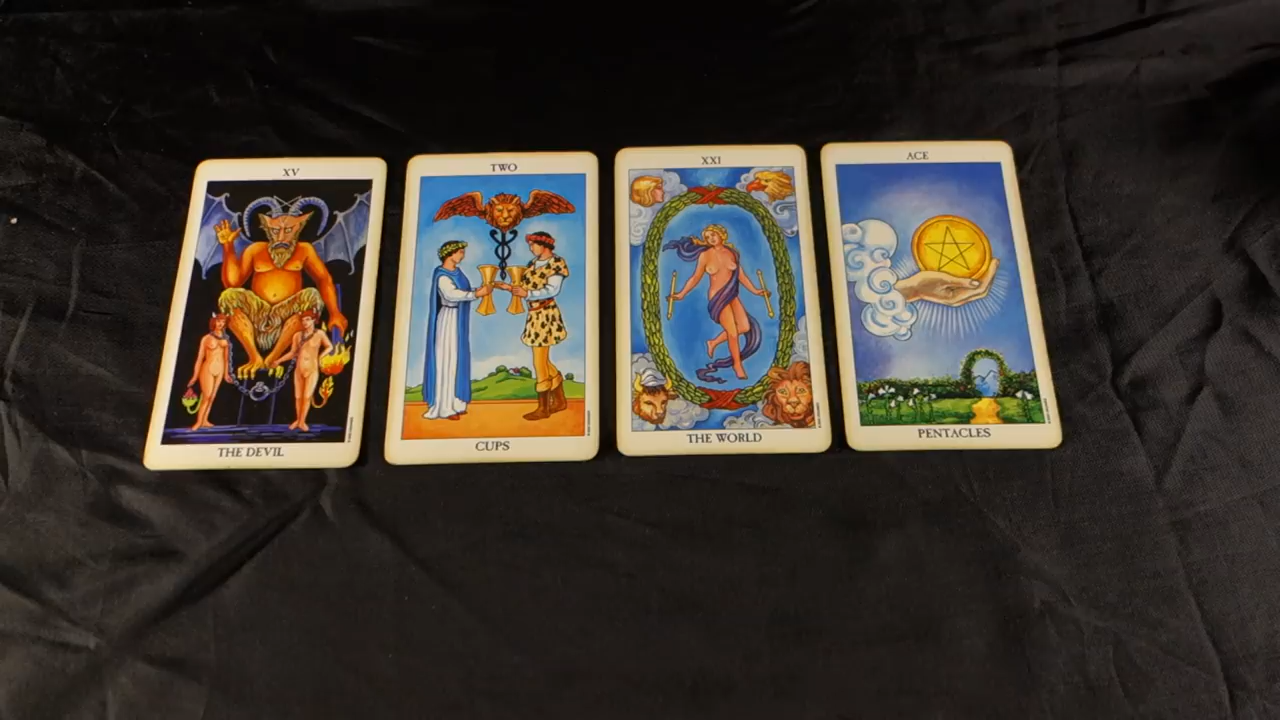 XV
THE DEVIL
TWO
CUPS
XXI
THE WORLD
ACE
PENTACLES